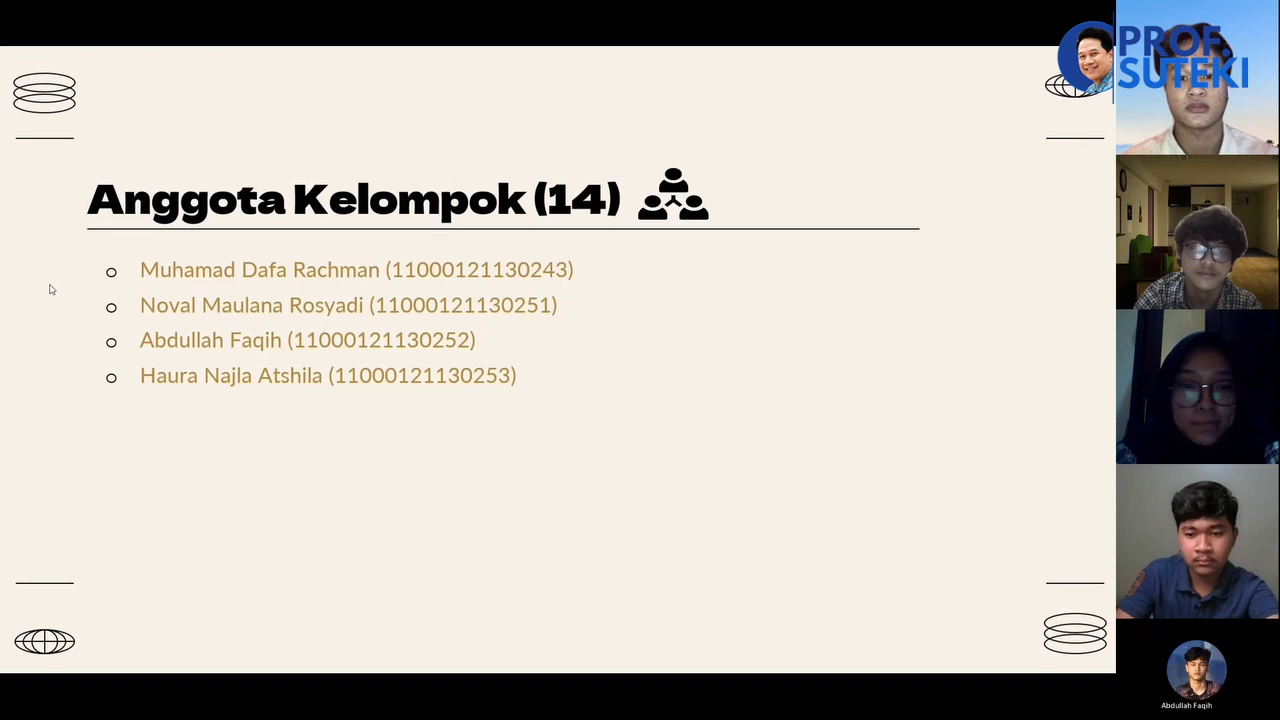 PROF.
SUTEKI
Anggota Kelompok (14)
Muhamad Dafa Rachman (11000121130243)
Noval Maulana Rosyadi (11000121130251)
Abdullah Faqih (11000121130252)
Haura Najla Atshila (11000121130253)
Abdullah Faqih